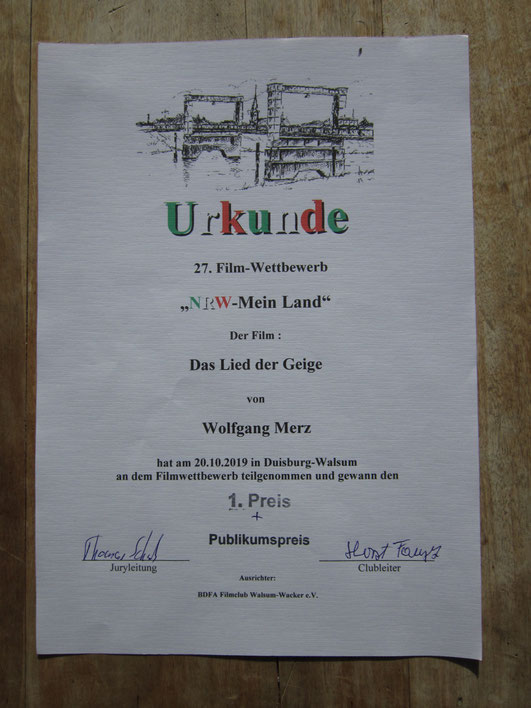 Urkunde
27. Film-Wettbewerb
„NRW-Mein Land“
Der Film :
Das Lied der Geige
von
Wolfgang Merz
hat am 20.10.2019 in Duisburg-Walsum
an dem Filmwettbewerb teilgenommen und gewann den
1. Preis
+
Publikumspreis
Thomas
Horst
Juryleitung
Clubleiter
Ausrichter:
BDFA Filmclub Walsum-Wacker e.V.